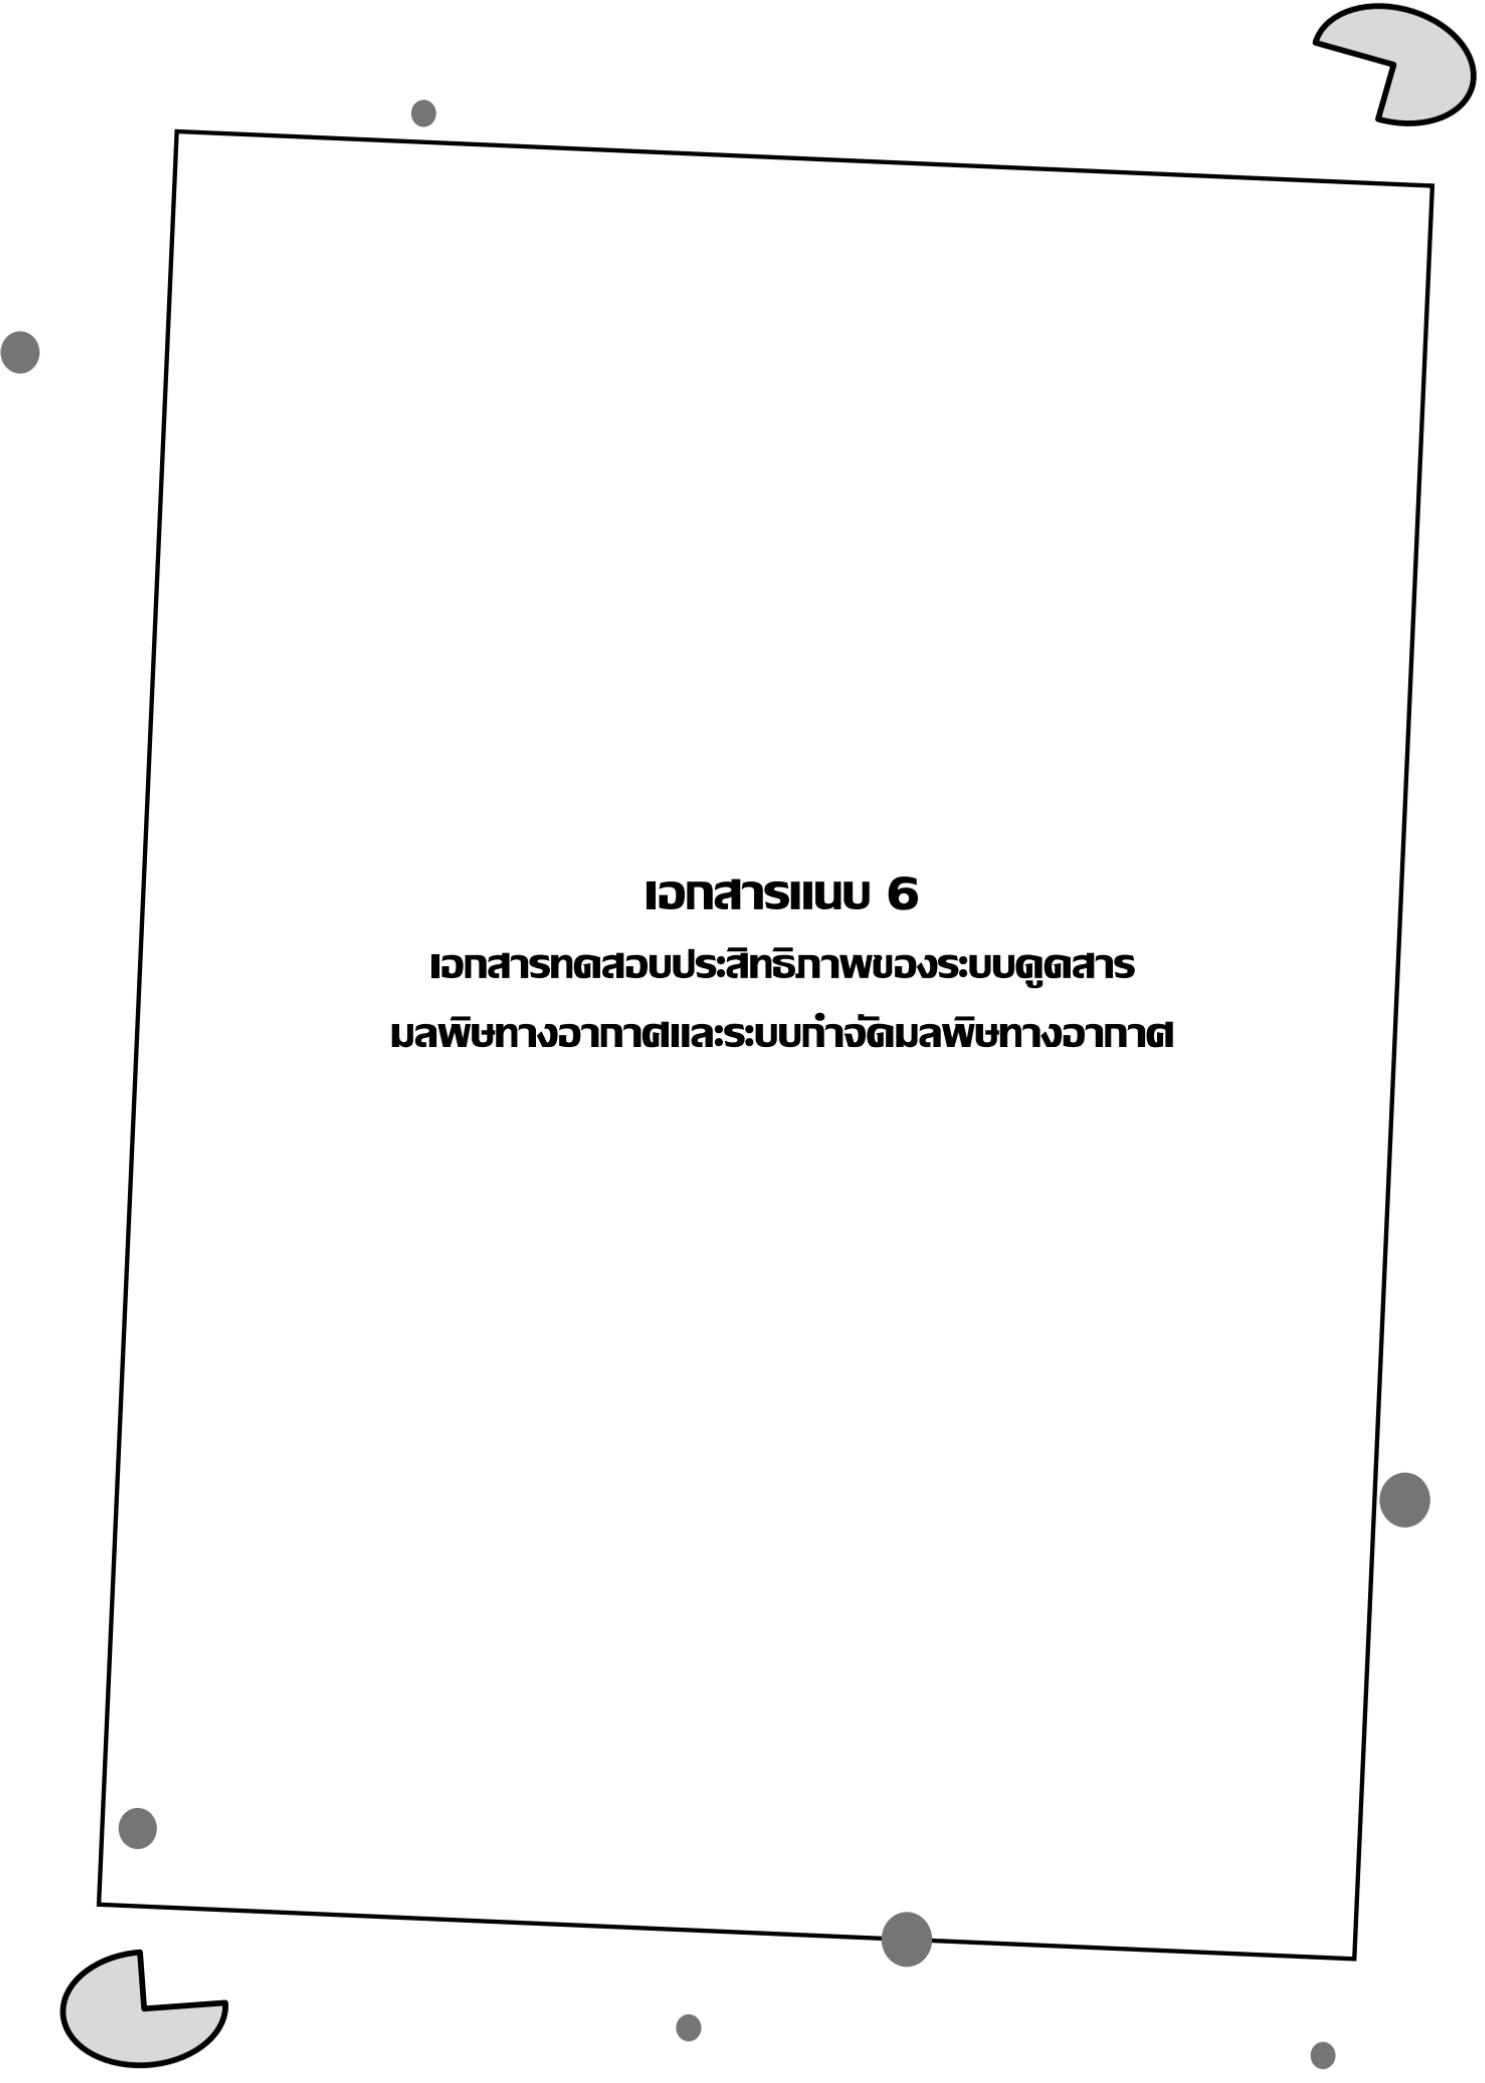 เอกสารแนบ 6
เอกสารทดสอบประสิทธิภาพของระบบดูดสาร
มลพิษทางอากาศและระบบกำจัดมลพิษทางอากาศ